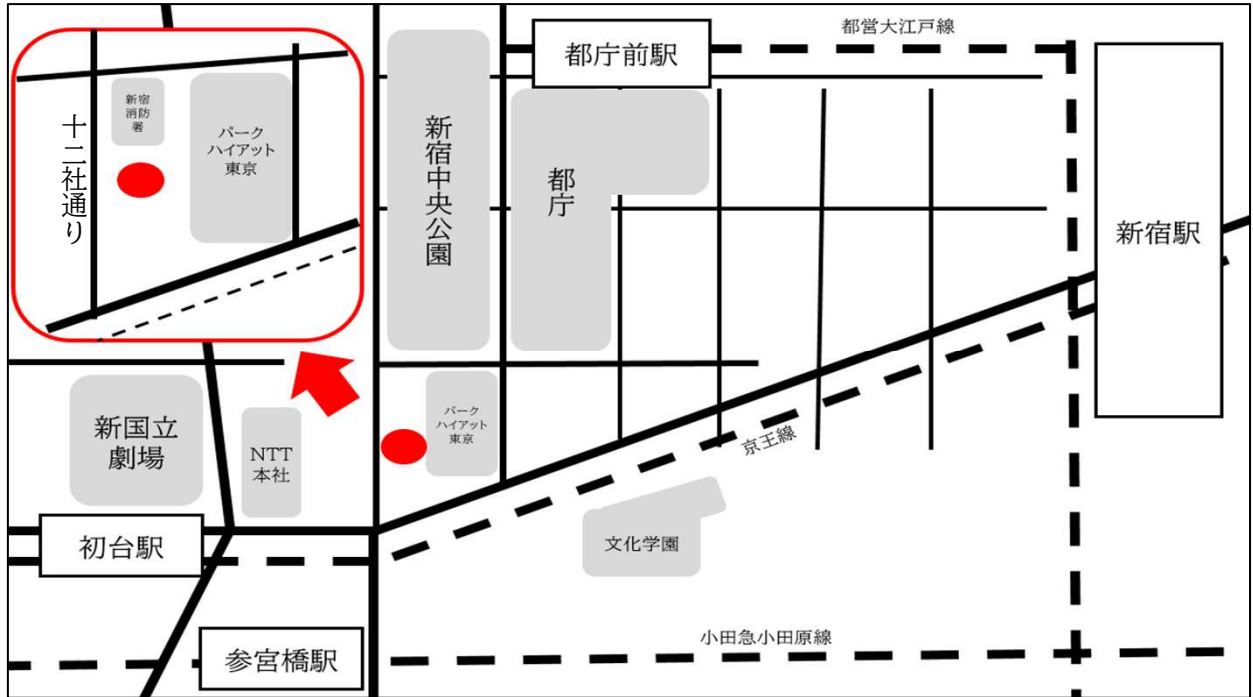 都営大江戸線
都庁前駅
新宿
消防
署
パーク
ハイアット
東京
十二社通り
新宿中央公園
都庁
新宿駅
新国立
劇場
NTT
本社
パーク
ハイアット
東京
京王線
初台駅
文化学園
小田急小田原線
参宮橋駅